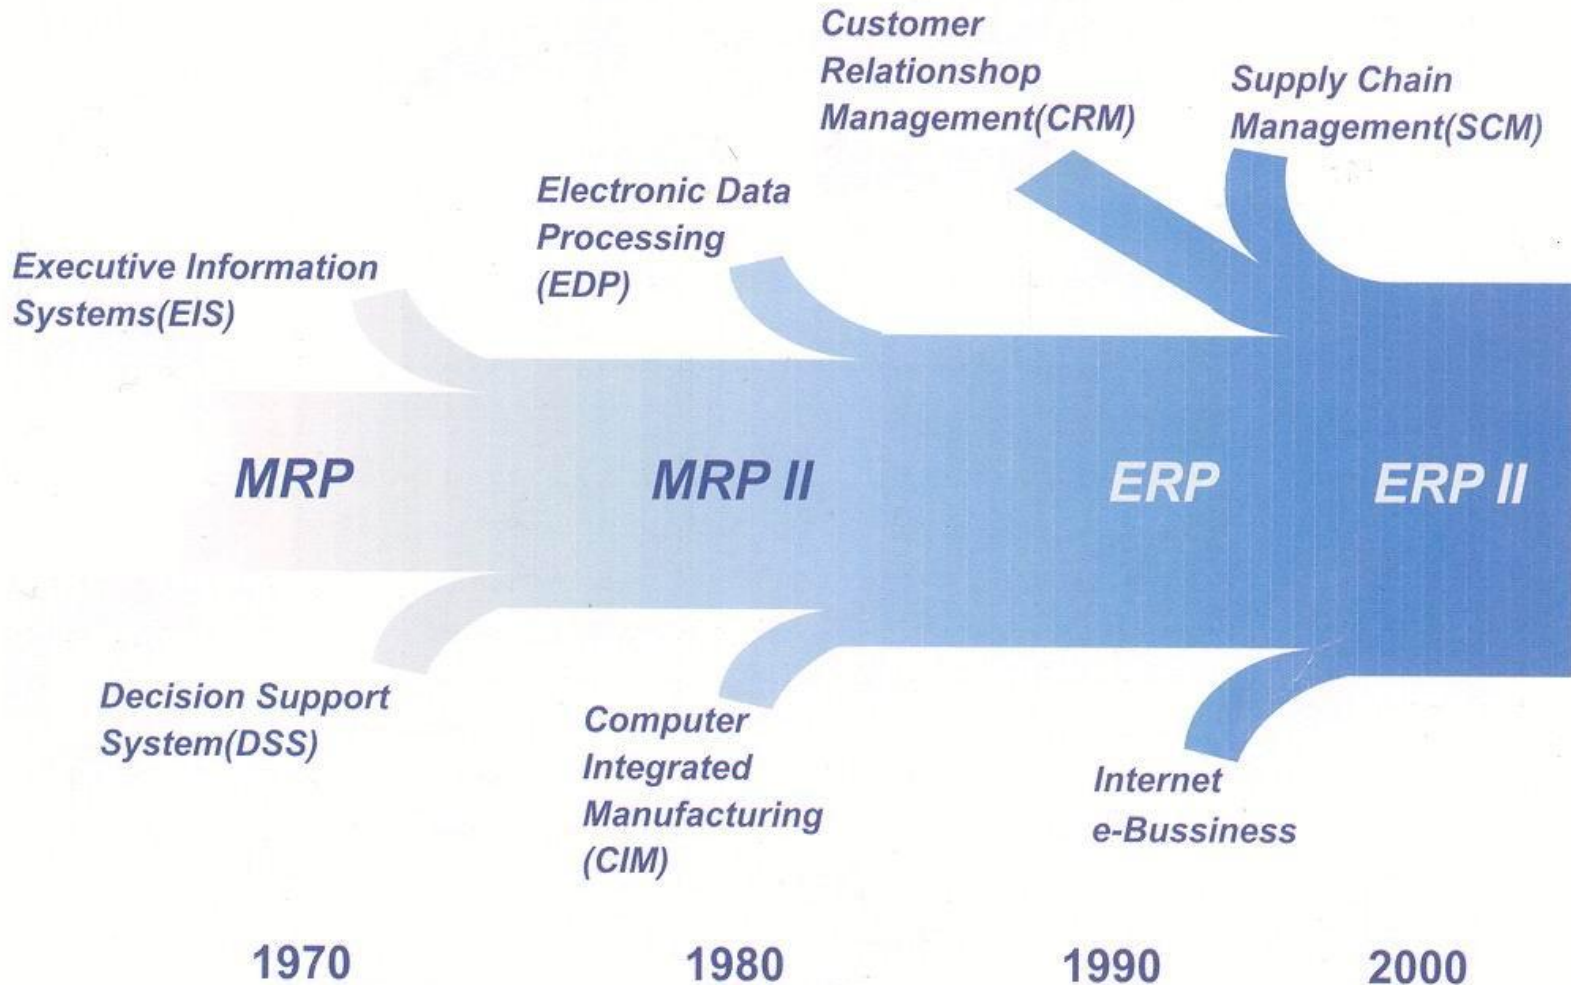 Customer
Relationshop
Management(CRM)
Supply Chain
Management(SCM)
Electronic Data
Processing
(EDP)
Executive Information
Systems(EIS)
MRP
MRP II
ERP
ERP II
Decision Support
System(DSS)
Computer
Integrated
Manufacturing
(CIM)
Internet
e-Bussiness
1970
1980
1990
2000